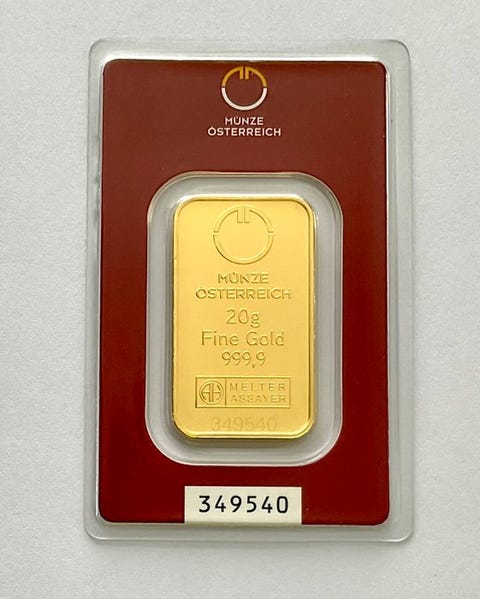 MÜNZE
ÖSTERREICH
MÜNZE
ÖSTERREICH
20g
Fine Gold
999,9
MELTER
ASSAYER
349540
349540